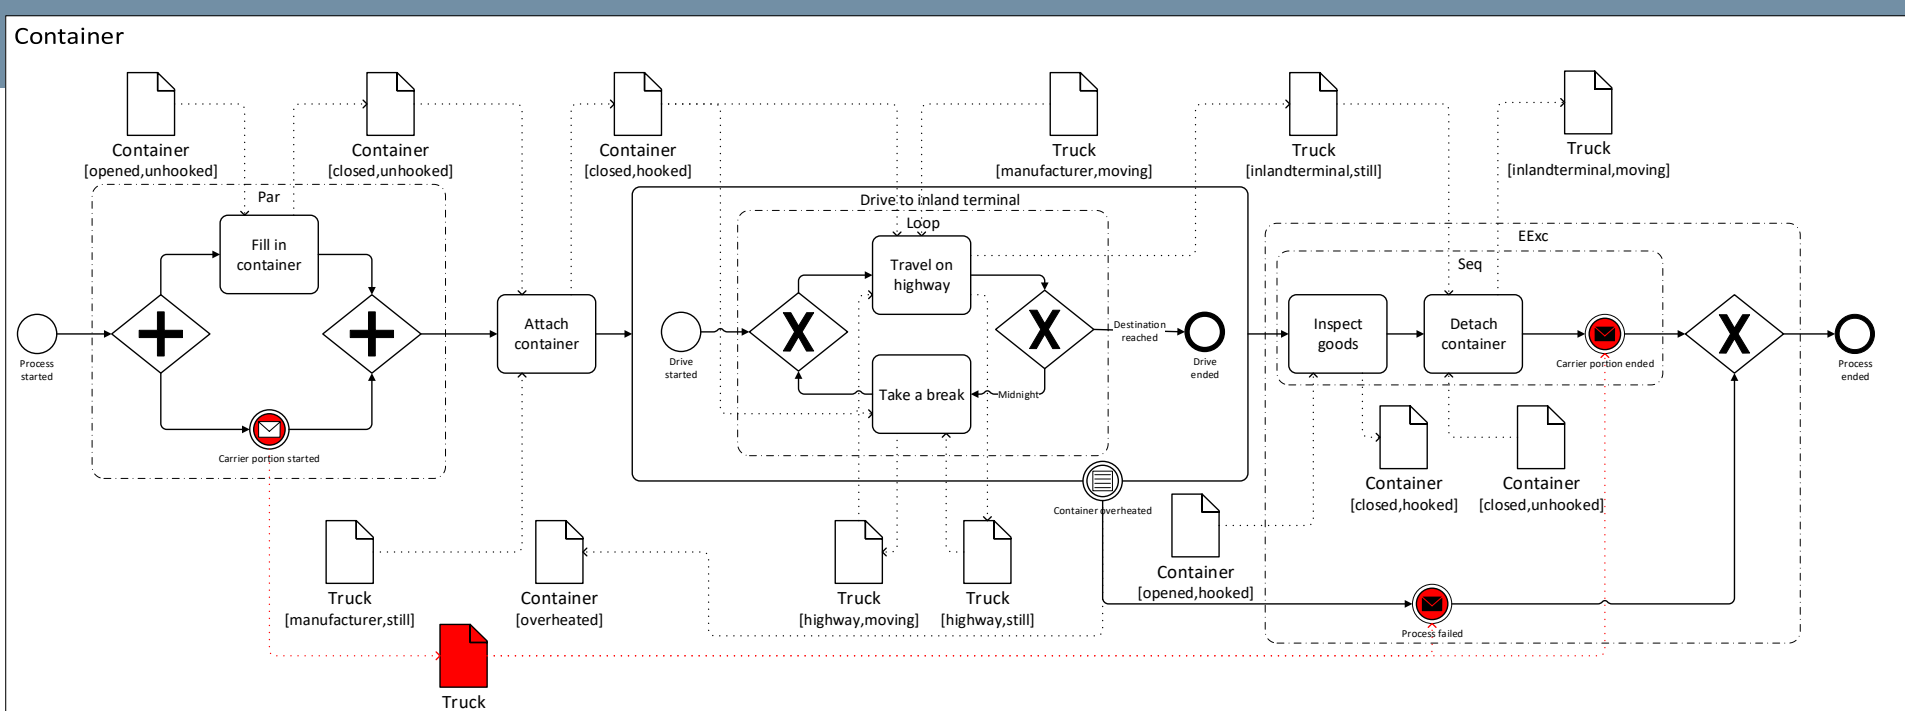 Container
Container
[opened,unhooked]
Container
[closed,unhooked]
Container
[closed,hooked]
Truck
[manufacturer,moving]
Truck
[inlandterminal,still]
Truck
[inlandterminal,moving]
Par
Fill in
container
Process
started
Carrier portion started
Attach
container
Drive to inland terminal
Loop
Travel on
highway
Take a break
Drive
started
Destination
reached
Midnight
Drive
ended
Container overheated
EExc
Seq
Inspect
goods
Detach
container
Carrier portion ended
Process
ended
Container
[closed,hooked]
Container
[closed,unhooked]
Container
[opened,hooked]
Process failed
Truck
[manufacturer,still]
Container
[overheated]
Truck
[highway,moving]
Truck
[highway,still]
Truck